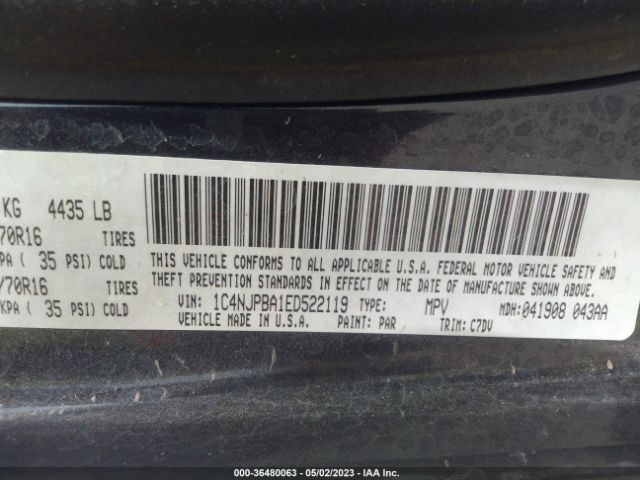 KG 4435 LB
70R16 TIRES
PA ( 35 PSI) COLD
/70R16 TIRES
KPA ( 35 PSI) COLD
THIS VEHICLE CONFORMS TO ALL APPLICABLE U.S.A. FEDERAL MOTOR VEHICLE SAFETY AND
THEFT PREVENTION STANDARDS IN EFFECT ON THE DATE OF MANUFACTURE SHOWN ABOVE.
VIN: 1C4NJPBA1ED522119 TYPE: MPV MDH:041908 043AA
VEHICLE MADE IN U.S.A. PAINT: PAR TRIM: C7DV
000-36480063 - 05/02/2023 - IAA Inc.